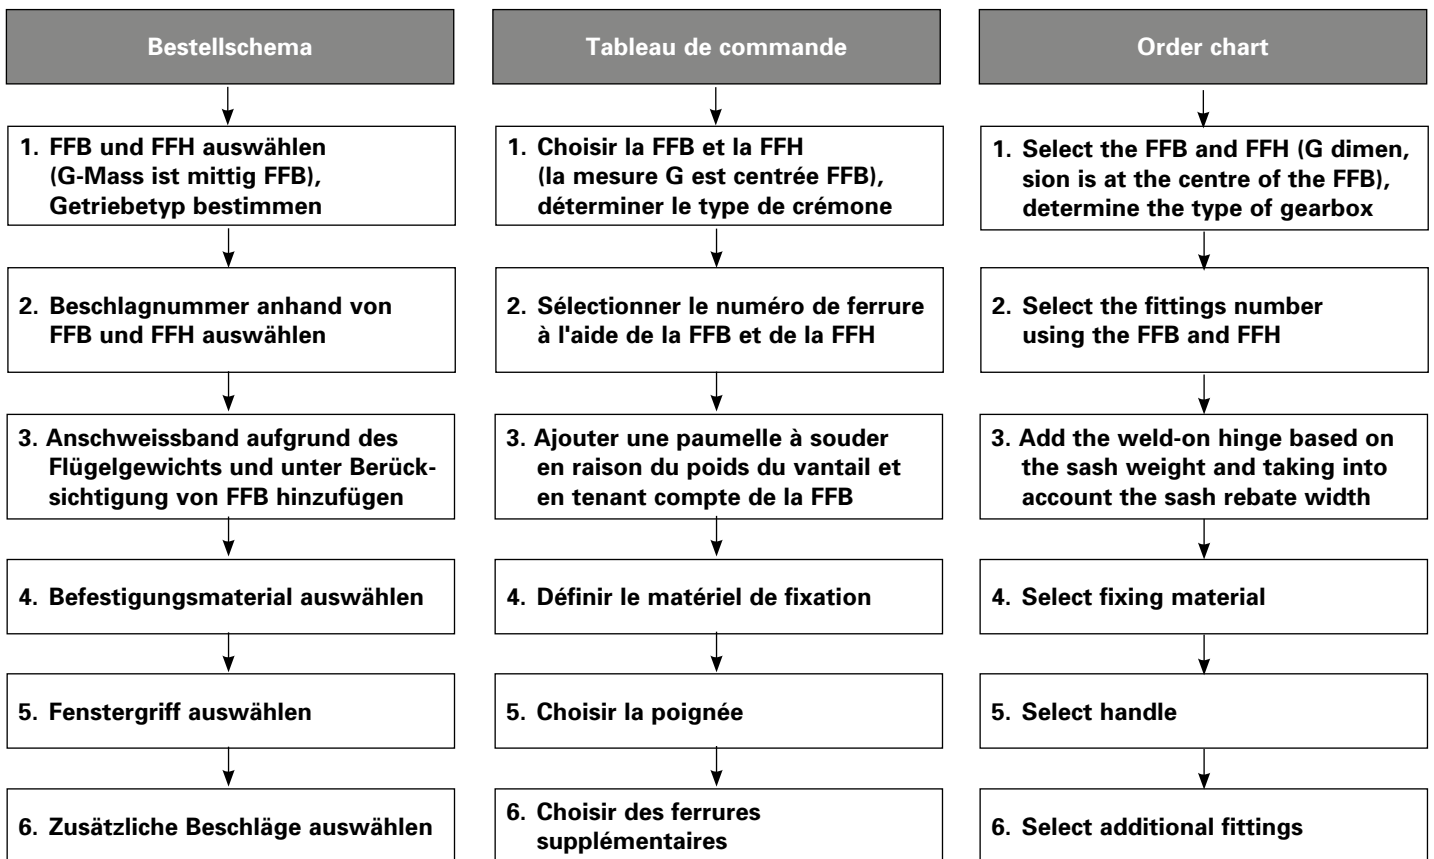 Bestellschema
1. FFB und FFH auswählen
(G-Mass ist mittig FFB),
Getriebetyp bestimmen
2. Beschlagnummer anhand von
FFB und FFH auswählen
3. Anschweissband aufgrund des
Flügelgewichts und unter Berück-
sichtigung von FFB hinzufügen
4. Befestigungsmaterial auswählen
5. Fenstergriff auswählen
6. Zusätzliche Beschläge auswählen
Tableau de commande
1. Choisir la FFB et la FFH
(la mesure G est centrée FFB),
déterminer le type de crémone
2. Sélectionner le numéro de ferrure
à l'aide de la FFB et de la FFH
3. Ajouter une paumelle à souder
en raison du poids du vantail et
en tenant compte de la FFB
4. Définir le matériel de fixation
5. Choisir la poignée
6. Choisir des ferrures
supplémentaires
Order chart
1. Select the FFB and FFH (G dimen,
sion is at the centre of the FFB),
determine the type of gearbox
2. Select the fittings number
using the FFB and FFH
3. Add the weld-on hinge based on
the sash weight and taking into
account the sash rebate width
4. Select fixing material
5. Select handle
6. Select additional fittings